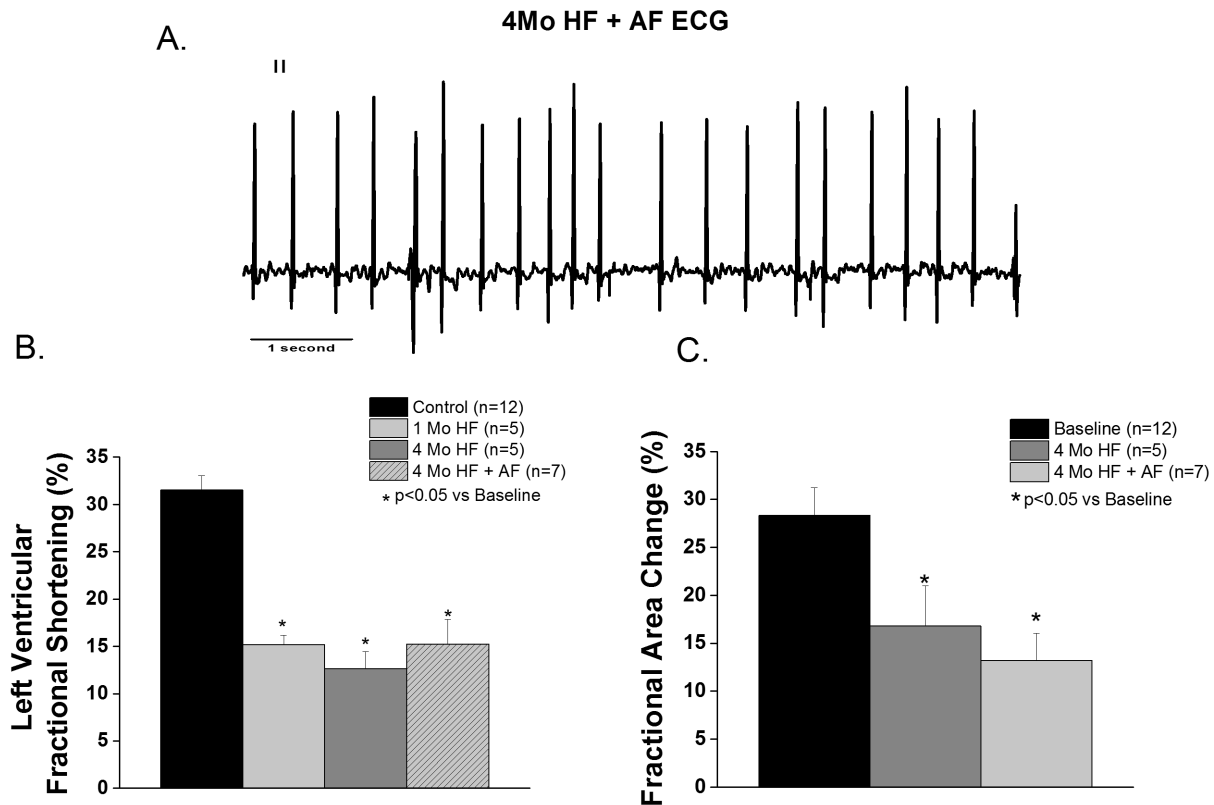 4Mo HF + AF ECG
A.
II
1 second
B.
Control (n=12)
1 Mo HF (n=5)
4 Mo HF (n=5)
4 Mo HF + AF (n=7)
* p<0.05 vs Baseline
Left Ventricular
Fractional Shortening (%)
35
30
25
20
15
10
5
0
*
*
*
C.
Baseline (n=12)
4 Mo HF (n=5)
4 Mo HF + AF (n=7)
* p<0.05 vs Baseline
Fractional Area Change (%)
35
30
25
20
15
10
5
0
*
*